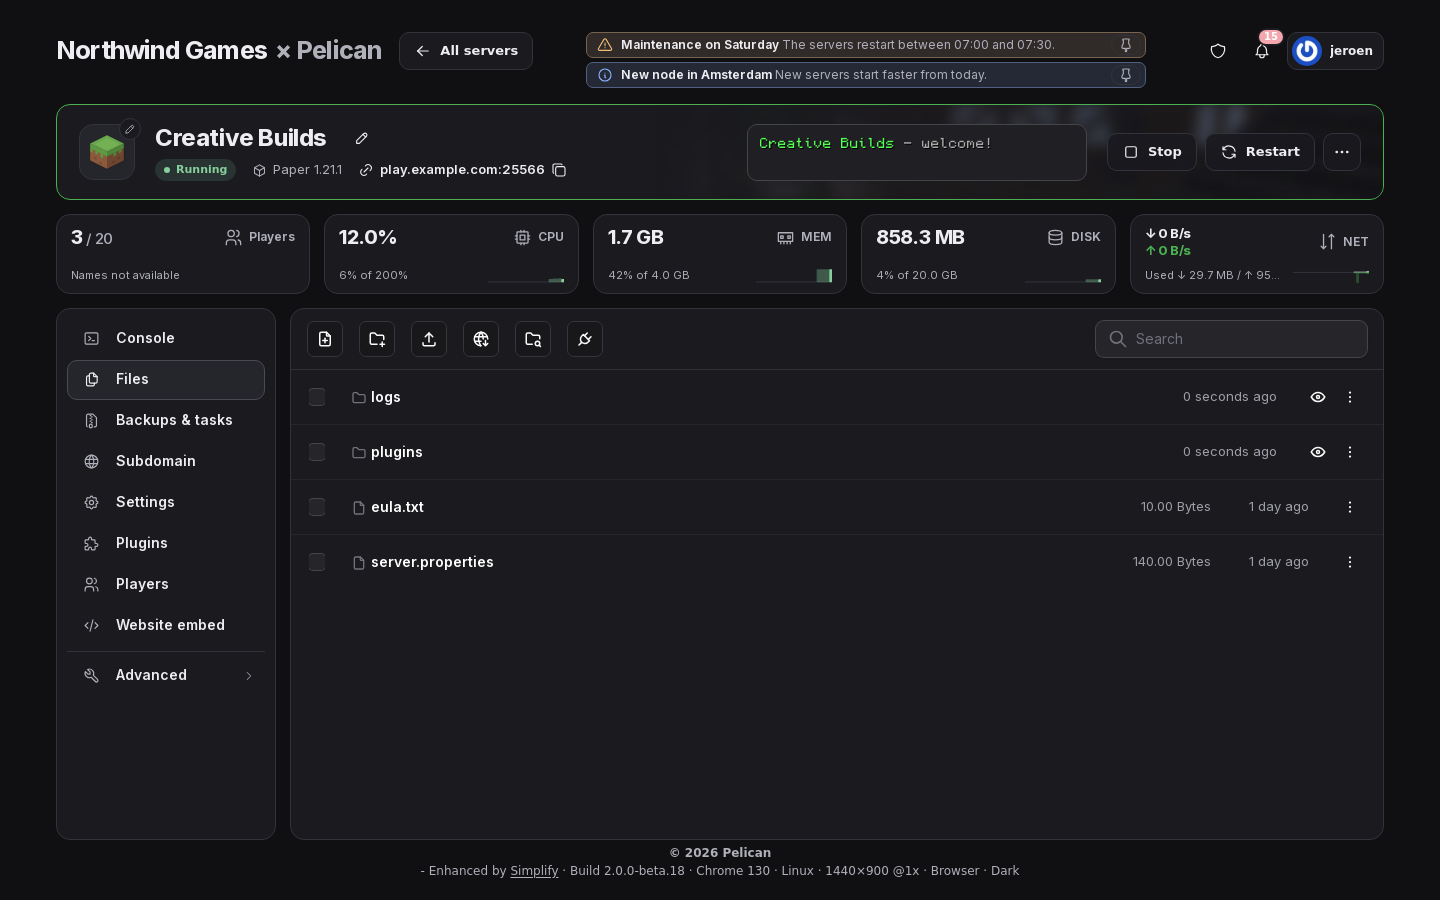 Northwind Games × Pelican
All servers
Maintenance on Saturday The servers restart between 07:00 and 07:30.
New node in Amsterdam New servers start faster from today.
15
jeroen
Creative Builds
Running
Paper 1.21.1
play.example.com:25566
Creative Builds – welcome!
Stop
Restart
3 / 20
Players
Names not available
12.0%
CPU
6% of 200%
1.7 GB
MEM
42% of 4.0 GB
858.3 MB
DISK
4% of 20.0 GB
↓ 0 B/s
↑ 0 B/s
NET
Used ↓ 29.7 MB / ↑ 95...
Console
Files
Backups & tasks
Subdomain
Settings
Plugins
Players
Website embed
Advanced
Search
logs 0 seconds ago
plugins 0 seconds ago
eula.txt 10.00 Bytes 1 day ago
server.properties 140.00 Bytes 1 day ago
© 2026 Pelican
- Enhanced by Simplify · Build 2.0.0-beta.18 · Chrome 130 · Linux · 1440×900 @1x · Browser · Dark